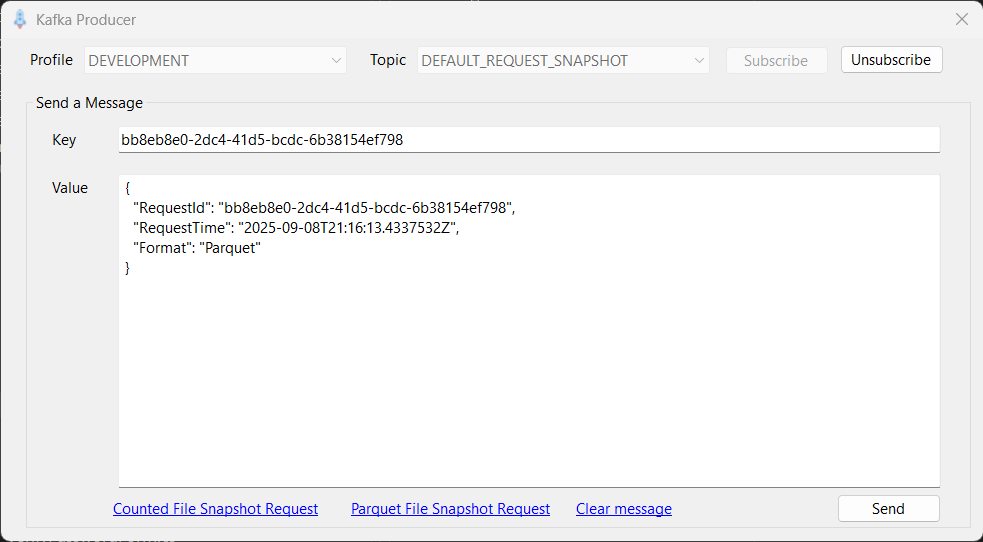 Kafka Producer
Profile DEVELOPMENT Topic DEFAULT_REQUEST_SNAPSHOT Subscribe Unsubscribe
Send a Message
Key bb8eb8e0-2dc4-41d5-bcdc-6b38154ef798
Value {
"RequestId": "bb8eb8e0-2dc4-41d5-bcdc-6b38154ef798",
"RequestTime": "2025-09-08T21:16:13.4337532Z",
"Format": "Parquet"
}
Counted File Snapshot Request Parquet File Snapshot Request Clear message Send